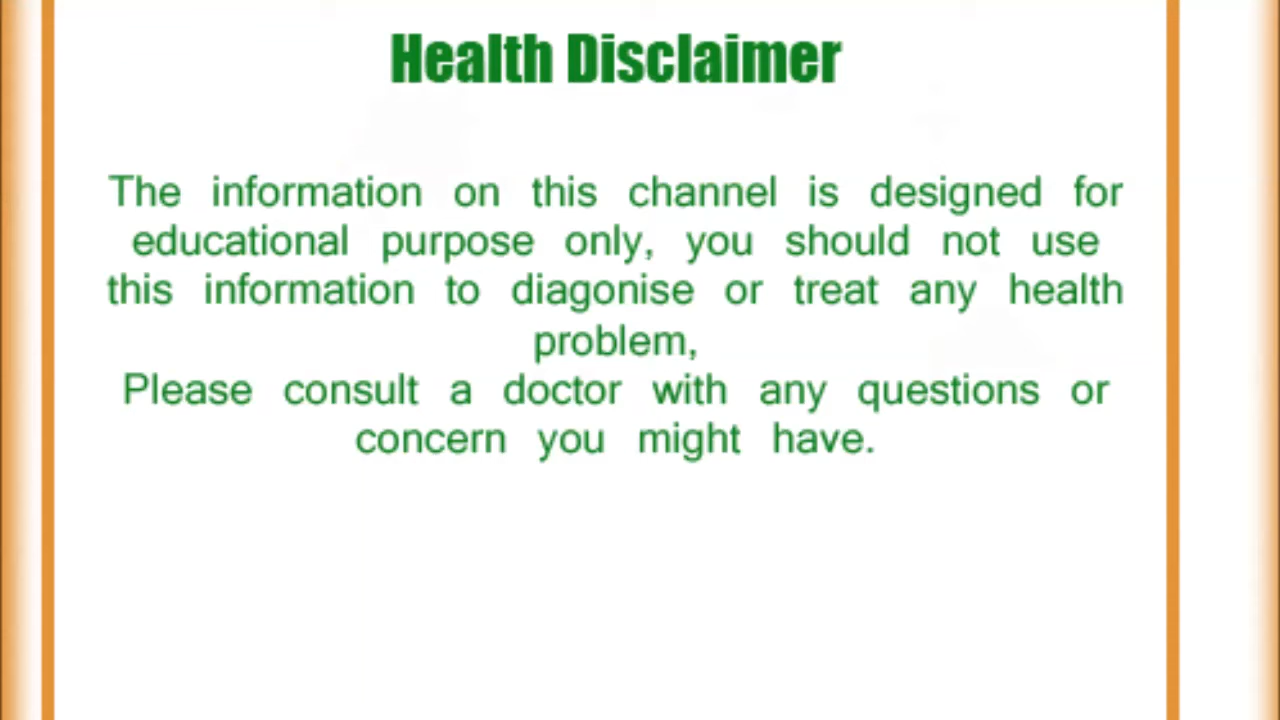 Health Disclaimer
The information on this channel is designed for
educational purpose only, you should not use
this information to diagonise or treat any health
problem,
Please consult a doctor with any questions or
concern you might have.